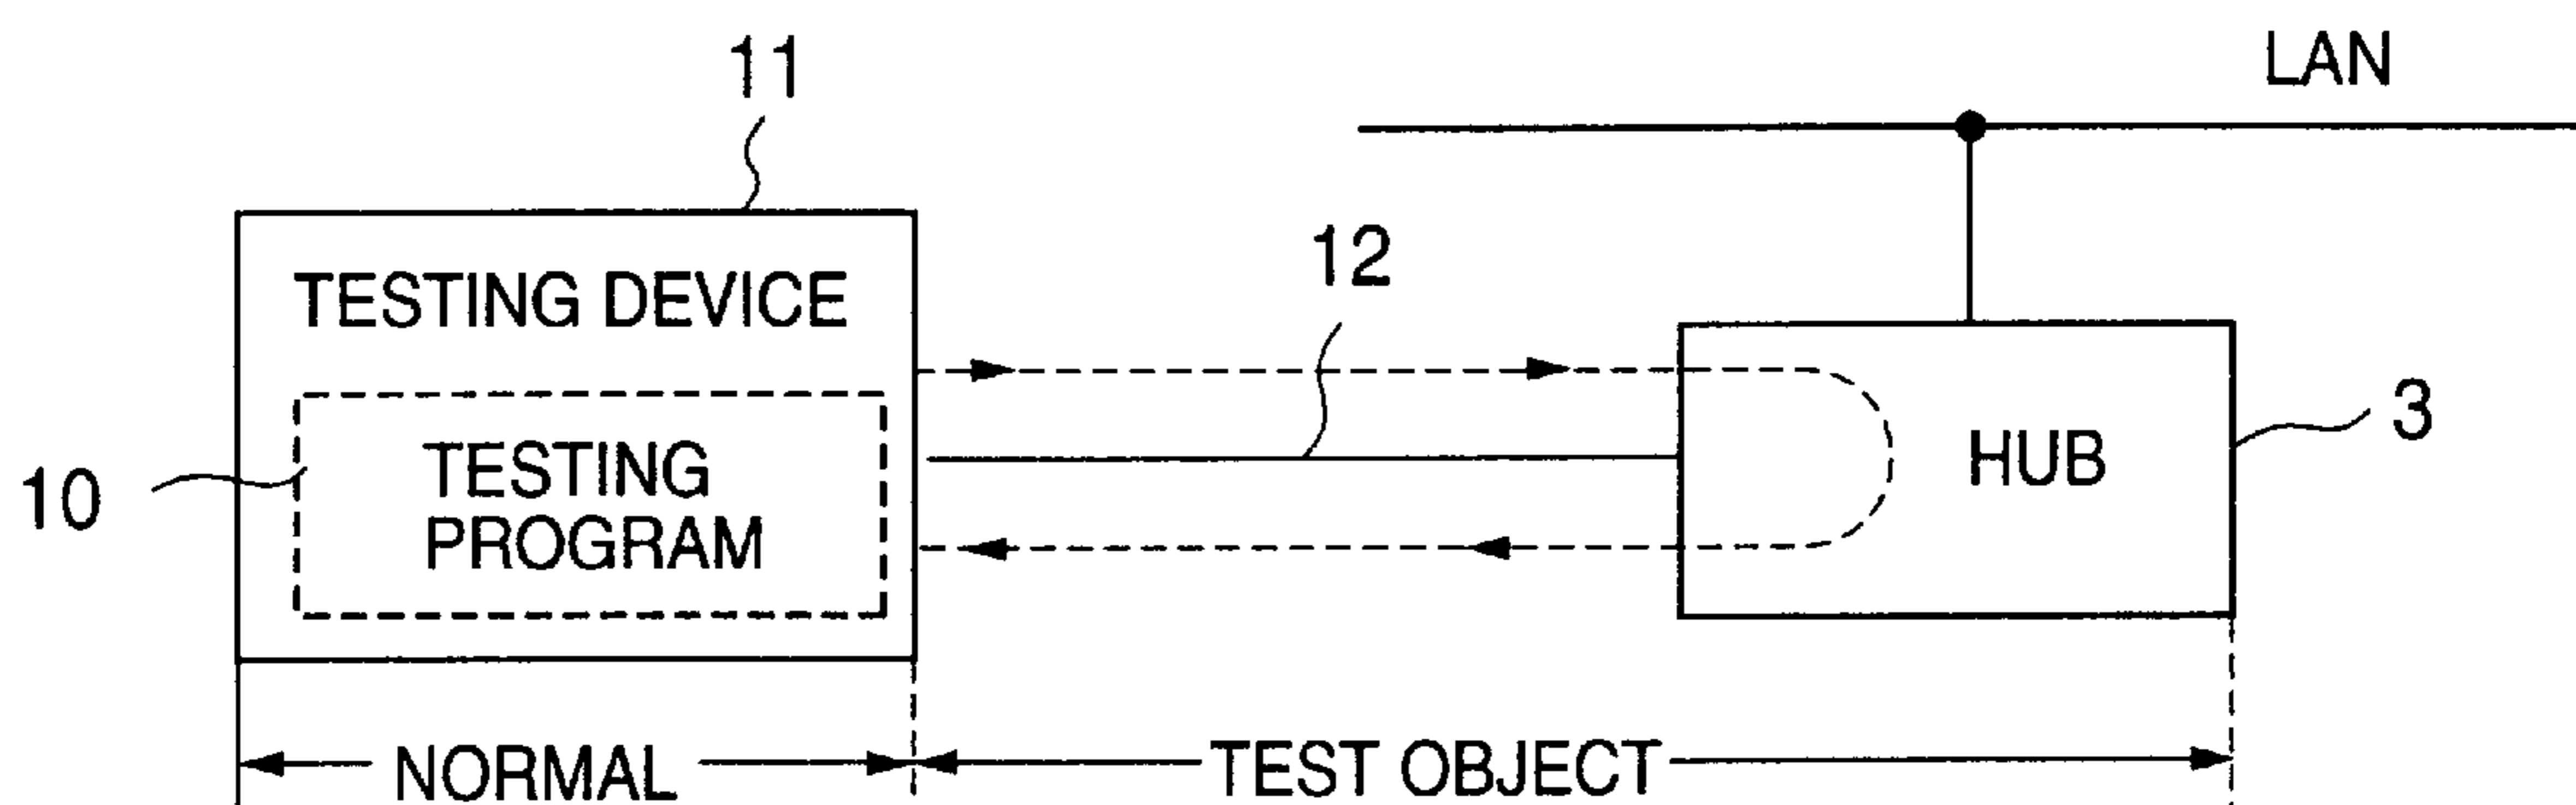 11
LAN
12
TESTING DEVICE
TESTING
PROGRAM
10
HUB
3
NORMAL
TEST OBJECT